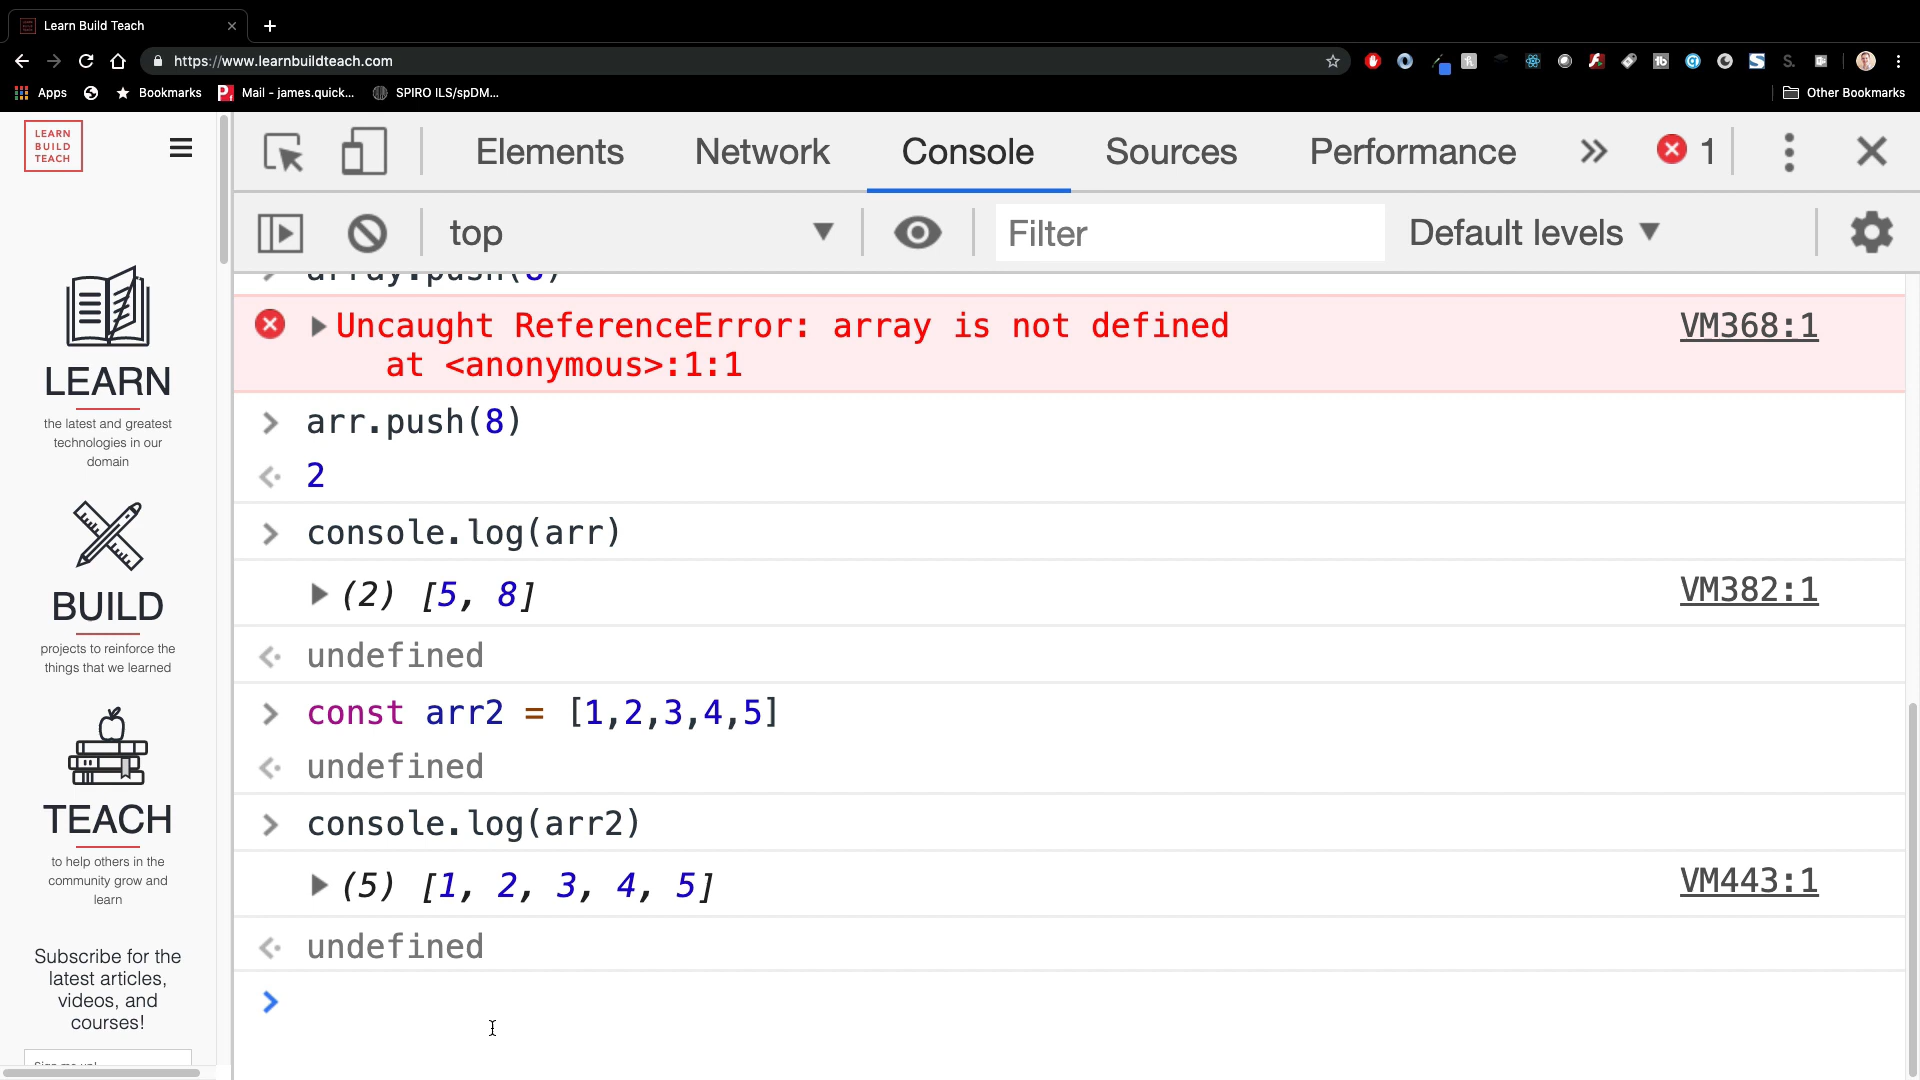 Learn Build Teach
https://www.learnbuildteach.com
Apps
Bookmarks
Mail - james.quick...
SPIRO ILS/spDM...
Other Bookmarks
LEARN
BUILD
TEACH
LEARN
the latest and greatest
technologies in our
domain
BUILD
projects to reinforce the
things that we learned
TEACH
to help others in the
community grow and
learn
Subscribe for the
latest articles,
videos, and
courses!
Elements Network Console Sources Performance 1
top Filter Default levels
Uncaught ReferenceError: array is not defined VM368:1
at <anonymous>:1:1
arr.push(8)
2
console.log(arr)
(2) [5, 8] VM382:1
undefined
const arr2 = [1,2,3,4,5]
undefined
console.log(arr2)
(5) [1, 2, 3, 4, 5] VM443:1
undefined